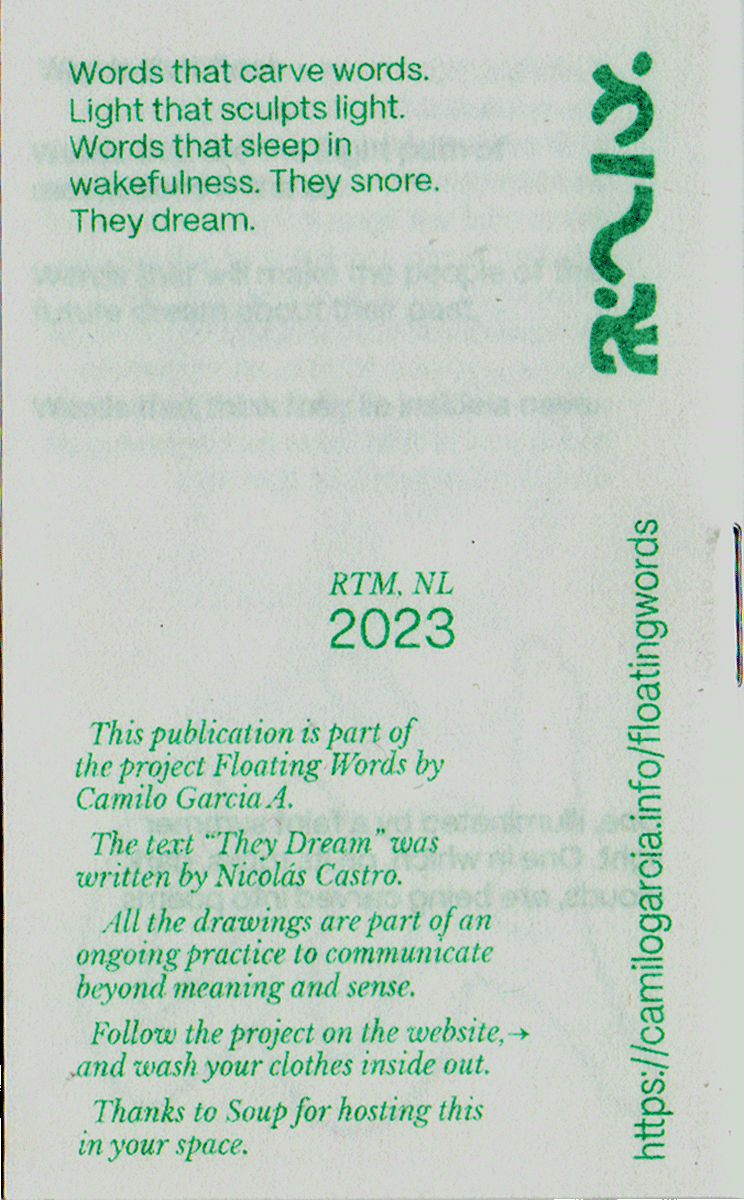 Words that carve words.
Light that sculpts light.
Words that sleep in
wakefulness. They snore.
They dream.
RTM, NL
2023
This publication is part of
the project Floating Words by
Camilo Garcia A.
The text “They Dream” was
written by Nicolás Castro.
All the drawings are part of an
ongoing practice to communicate
beyond meaning and sense.
Follow the project on the website,→
and wash your clothes inside out.
Thanks to Soup for hosting this
in your space.
https://camilogarcia.info/floatingwords